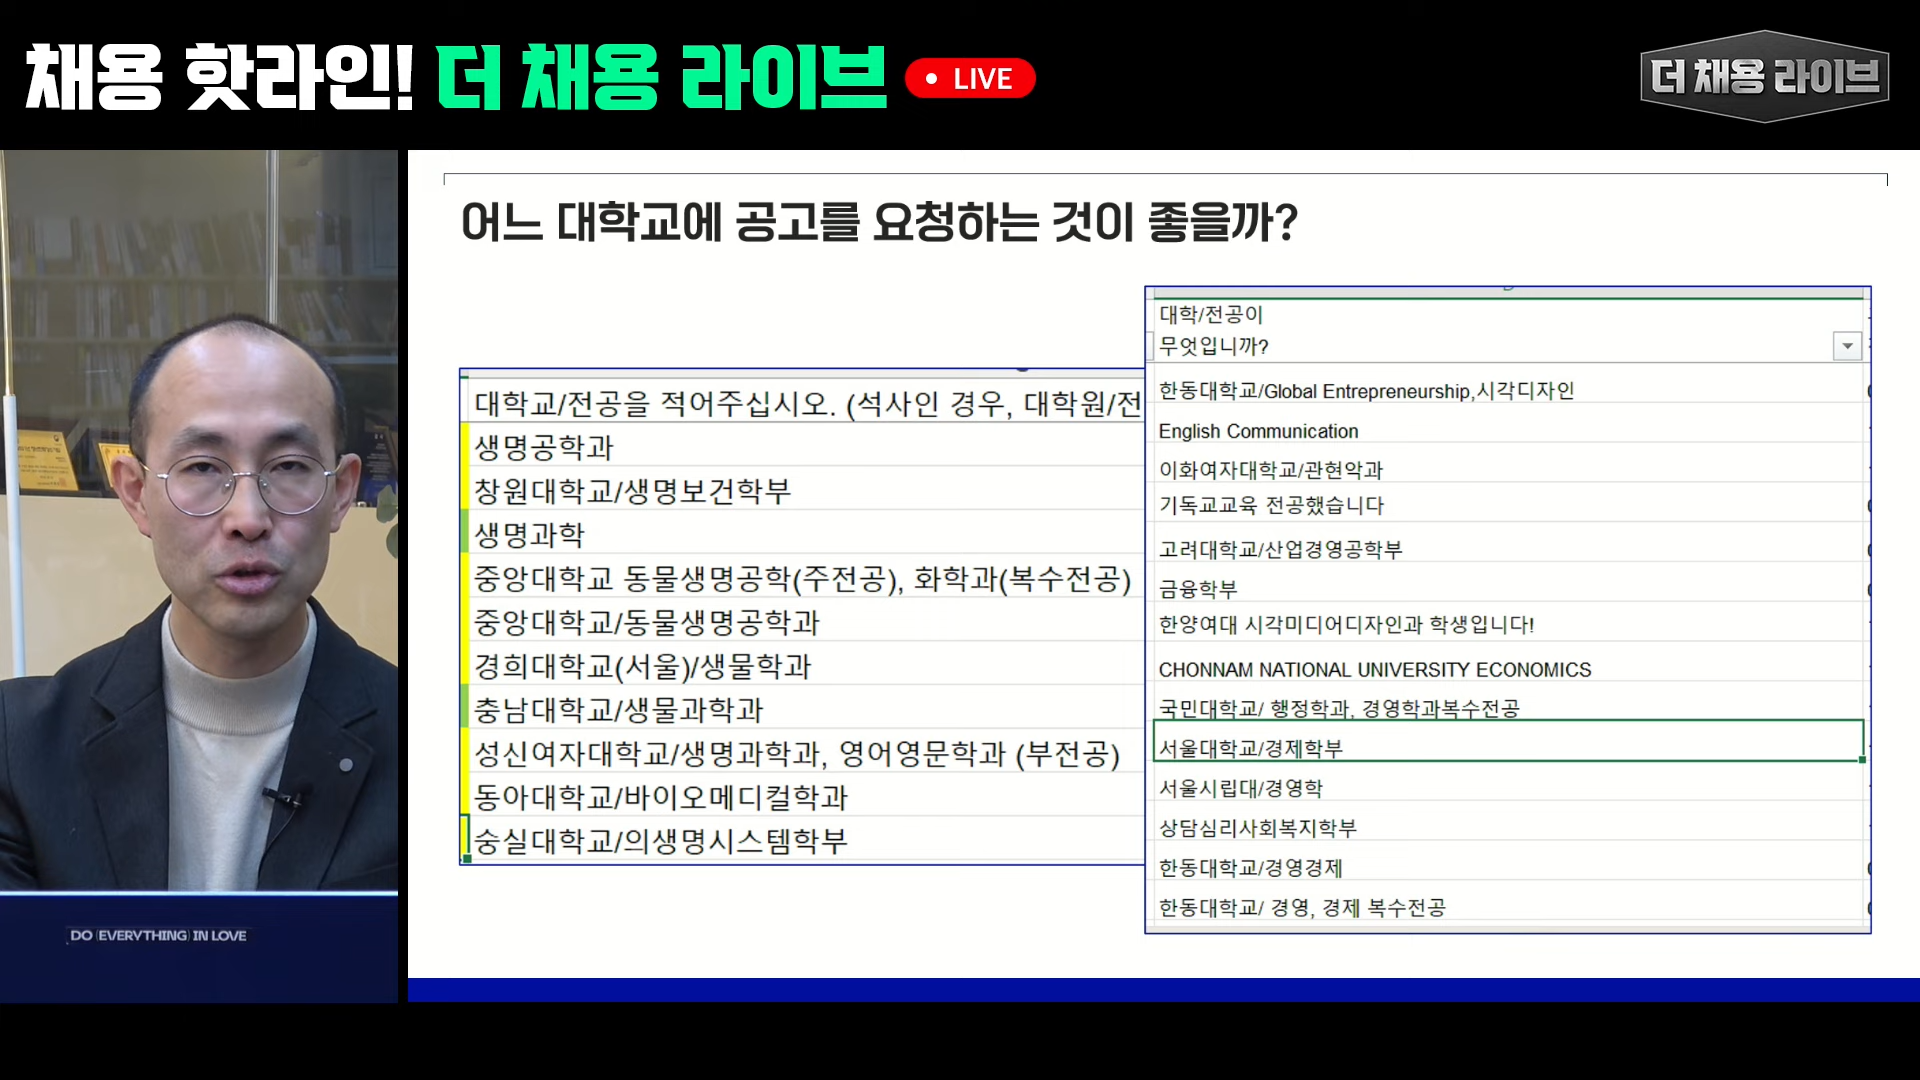 채용 핫라인! 더 채용 라이브 • LIVE
더 채용 라이브
어느 대학교에 공고를 요청하는 것이 좋을까?
대학교/전공을 적어주십시오. (석사인 경우, 대학원/전
생명공학과
창원대학교/생명보건학부
생명과학
중앙대학교 동물생명공학(주전공), 화학과(복수전공)
중앙대학교/동물생명공학과
경희대학교(서울)/생물학과
충남대학교/생물과학과
성신여자대학교/생명과학과, 영어영문학과 (부전공)
동아대학교/바이오메디컬학과
숭실대학교/의생명시스템학부
대학/전공이
무엇입니까?
한동대학교/Global Entrepreneurship,시각디자인
English Communication
이화여자대학교/관현악과
기독교교육 전공했습니다
고려대학교/산업경영공학부
금융학부
한양여대 시각미디어디자인과 학생입니다!
CHONNAM NATIONAL UNIVERSITY ECONOMICS
국민대학교/ 행정학과, 경영학과복수전공
서울대학교/경제학부
서울시립대/경영학
상담심리사회복지학부
한동대학교/경영경제
한동대학교/ 경영, 경제 복수전공
DO (EVERYTHING) IN LOVE